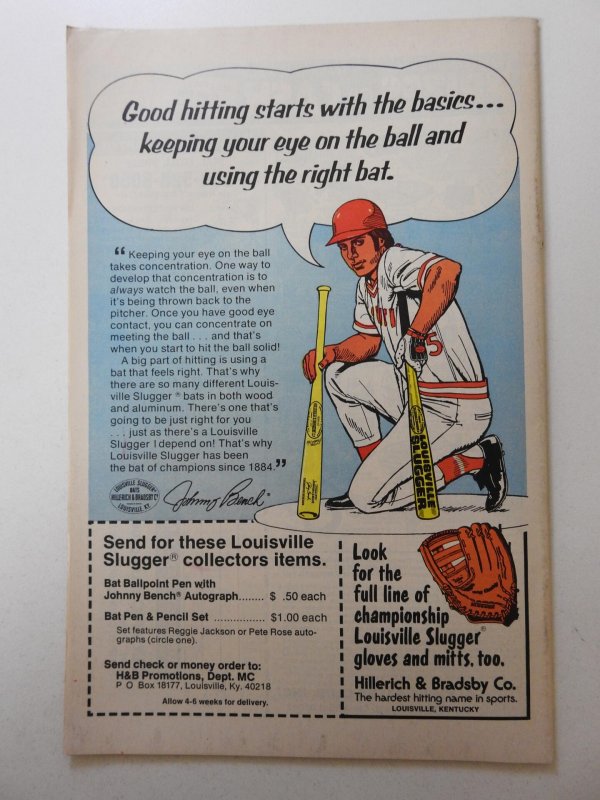 Good hitting starts with the basics...
keeping your eye on the ball and
using the right bat.
“ Keeping your eye on the ball
takes concentration. One way to
develop that concentration is to
always watch the ball, even when
it's being thrown back to the
pitcher. Once you have good eye
contact, you can concentrate on
meeting the ball . . . and that's
when you start to hit the ball solid!
A big part of hitting is using a
bat that feels right. That's why
there are so many different Louis-
ville Slugger ® bats in both wood
and aluminum. There's one that's
going to be just right for you
. . . just as there's a Louisville
Slugger I depend on! That's why
Louisville Slugger has been
the bat of champions since 1884.”
LOUISVILLE SLUGGER
BATS
HILLERICH & BRADSBY Co
LOUISVILLE, KY.
Johnny Bench
5
LOUISVILLE
SLUGGER
Send for these Louisville
Slugger® collectors items.
Bat Ballpoint Pen with
Johnny Bench® Autograph........ $ .50 each
Bat Pen & Pencil Set ................ $1.00 each
Set features Reggie Jackson or Pete Rose auto-
graphs (circle one).
Send check or money order to:
H&B Promotions, Dept. MC
P O Box 18177, Louisville, Ky. 40218
Allow 4-6 weeks for delivery.
Look
for the
full line of
championship
Louisville Slugger®
gloves and mitts, too.
Hillerich & Bradsby Co.
The hardest hitting name in sports.
LOUISVILLE, KENTUCKY